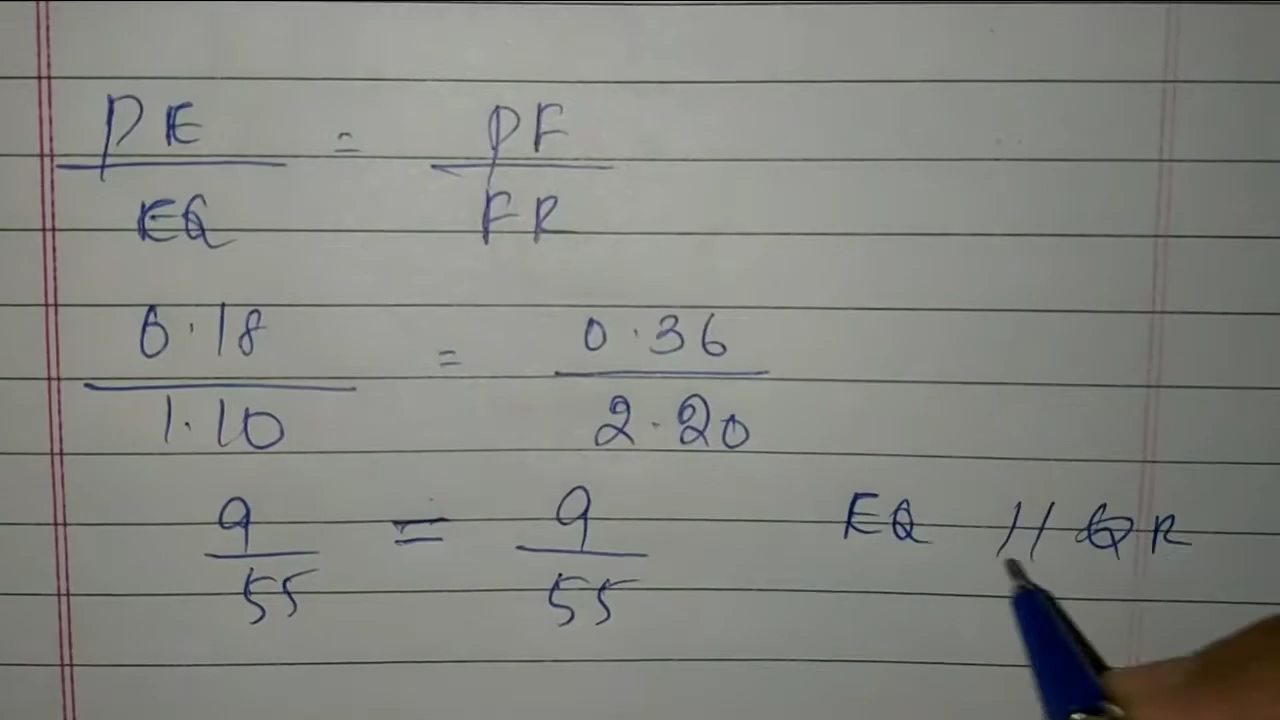 PE = PF
EQ FR
0.18 = 0.36
1.10 2.20
9 = 9 EQ // QR
55 55